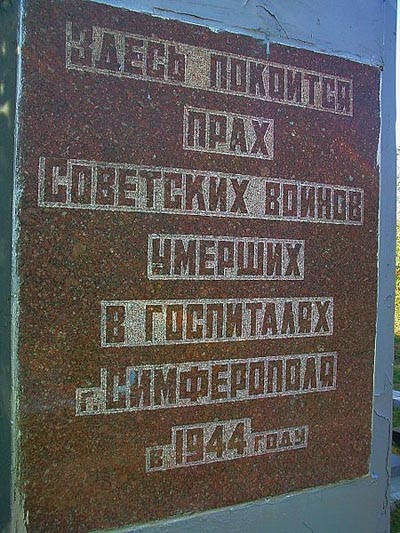 ЗДЕСЬ ПОКОИТСЯ
ПРАХ
СОВЕТСКИХ ВОИНОВ
УМЕРШИХ
В ГОСПИТАЛЯХ
г. СИМФЕРОПОЛЯ
в 1944 году